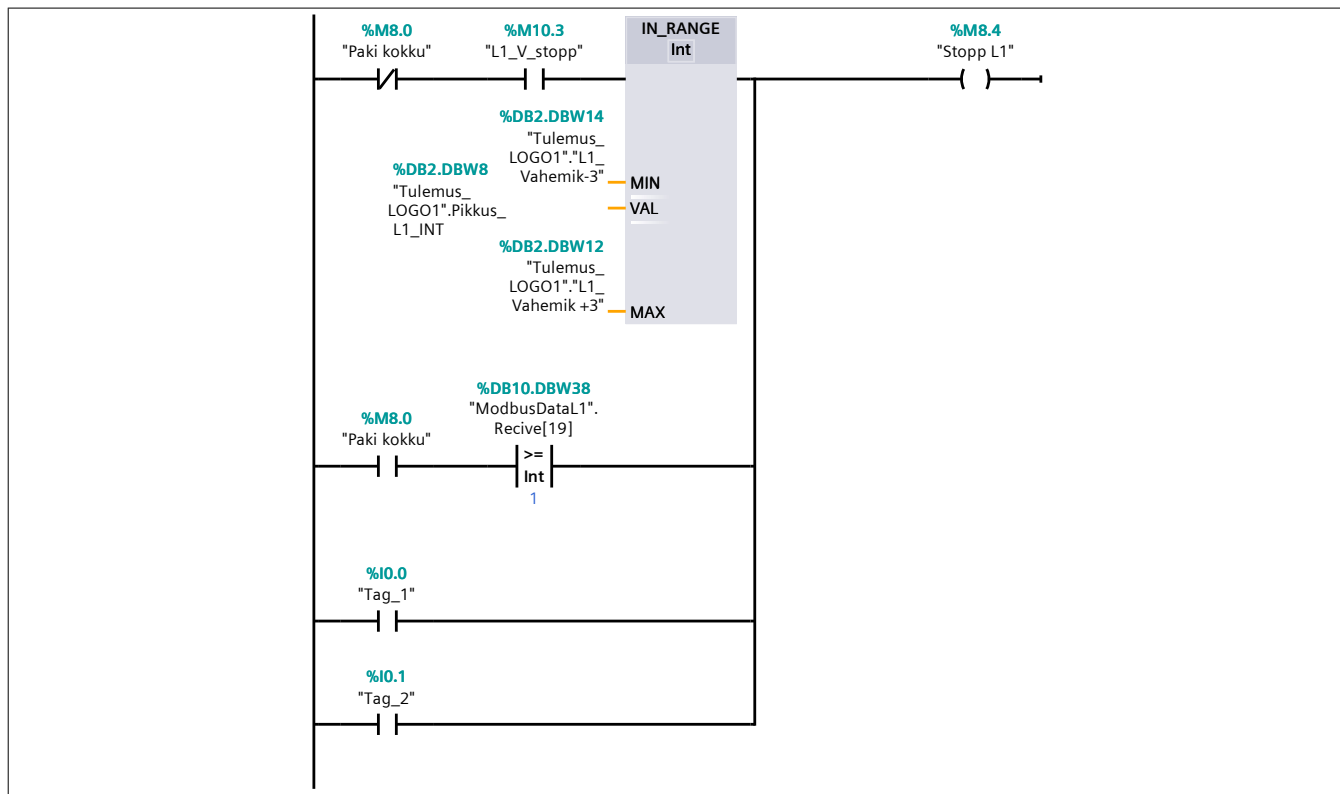 %M8.0
"Paki kokku"
%M10.3
"L1_V_stopp"
IN_RANGE
Int
%M8.4
"Stopp L1"
%DB2.DBW14
"Tulemus_
LOGO1"."L1_
Vahemik-3"
MIN
%DB2.DBW8
"Tulemus_
LOGO1".Pikkus_
L1_INT
VAL
%DB2.DBW12
"Tulemus_
LOGO1"."L1_
Vahemik +3"
MAX
%M8.0
"Paki kokku"
%DB10.DBW38
"ModbusDataL1".
Recive[19]
>=
Int
1
%I0.0
"Tag_1"
%I0.1
"Tag_2"